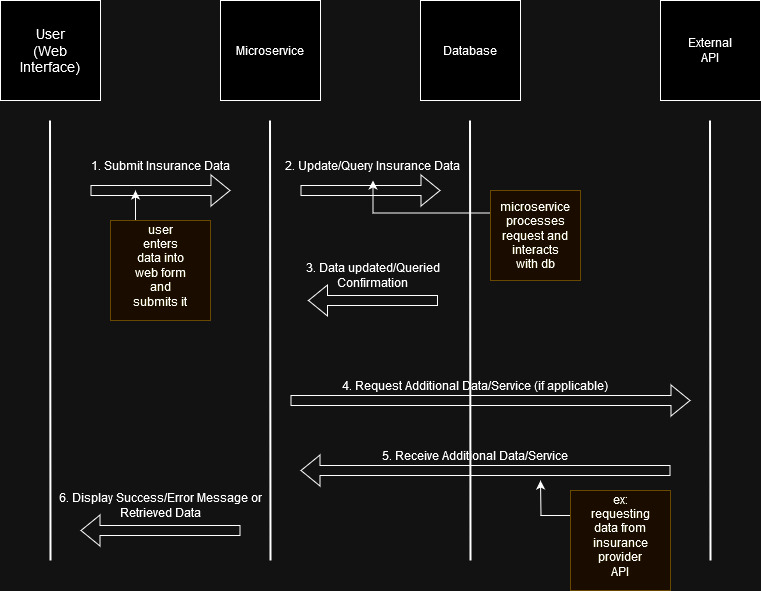 User
(Web
Interface)
Microservice
Database
External
API
1. Submit Insurance Data
2. Update/Query Insurance Data
user
enters
data into
web form
and
submits it
microservice
processes
request and
interacts
with db
3. Data updated/Queried
Confirmation
4. Request Additional Data/Service (if applicable)
5. Receive Additional Data/Service
6. Display Success/Error Message or
Retrieved Data
ex:
requesting
data from
insurance
provider
API